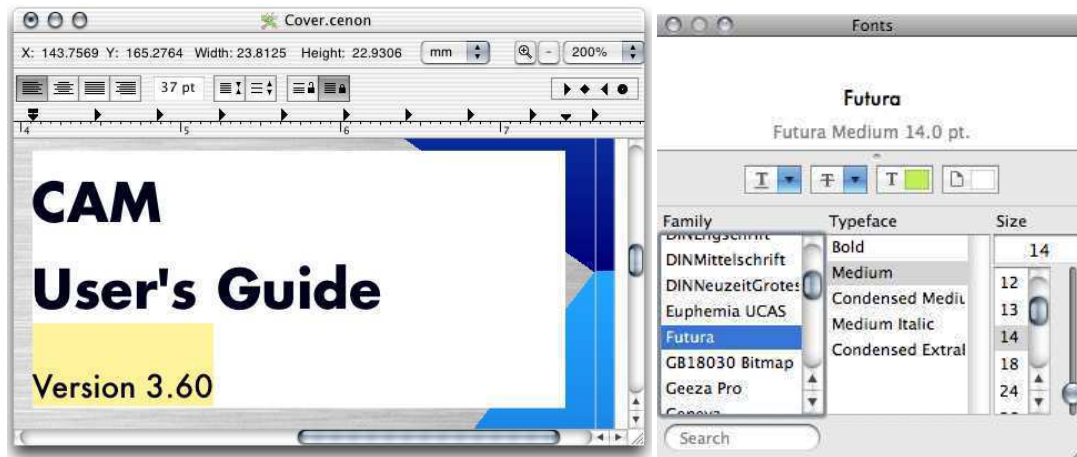 Cover.cenon
X: 143.7569 Y: 165.2764 Width: 23.8125 Height: 22.9306 mm - 200%
37 pt
4 5 6 7
CAM
User's Guide
Version 3.60
Fonts
Futura
Futura Medium 14.0 pt.
T T T
Family Typeface Size
DINEngschrift Bold 14
DINMittelschrift Medium 12
DINNeuzeitGrotes Condensed Mediu 13
Euphemia UCAS Medium Italic 14
Futura Condensed Extral 18
GB18030 Bitmap 24
Geeza Pro
Geneva
Search